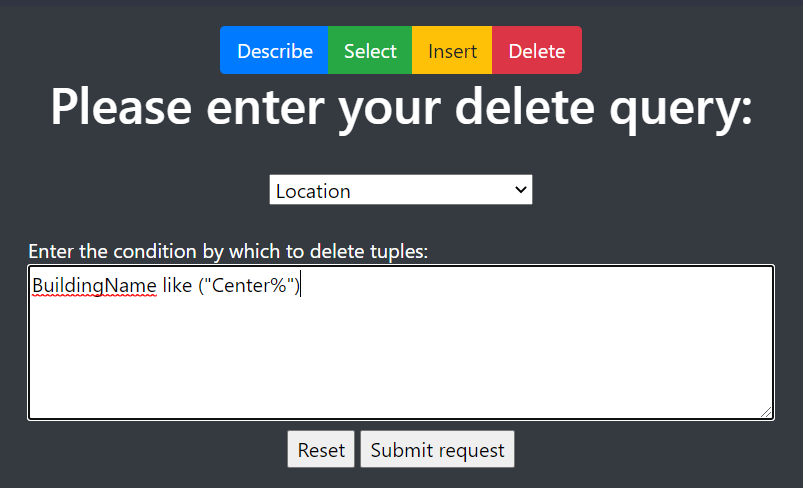 Describe Select Insert Delete
Please enter your delete query:
Location
Enter the condition by which to delete tuples:
BuildingName like ("Center%")
Reset Submit request